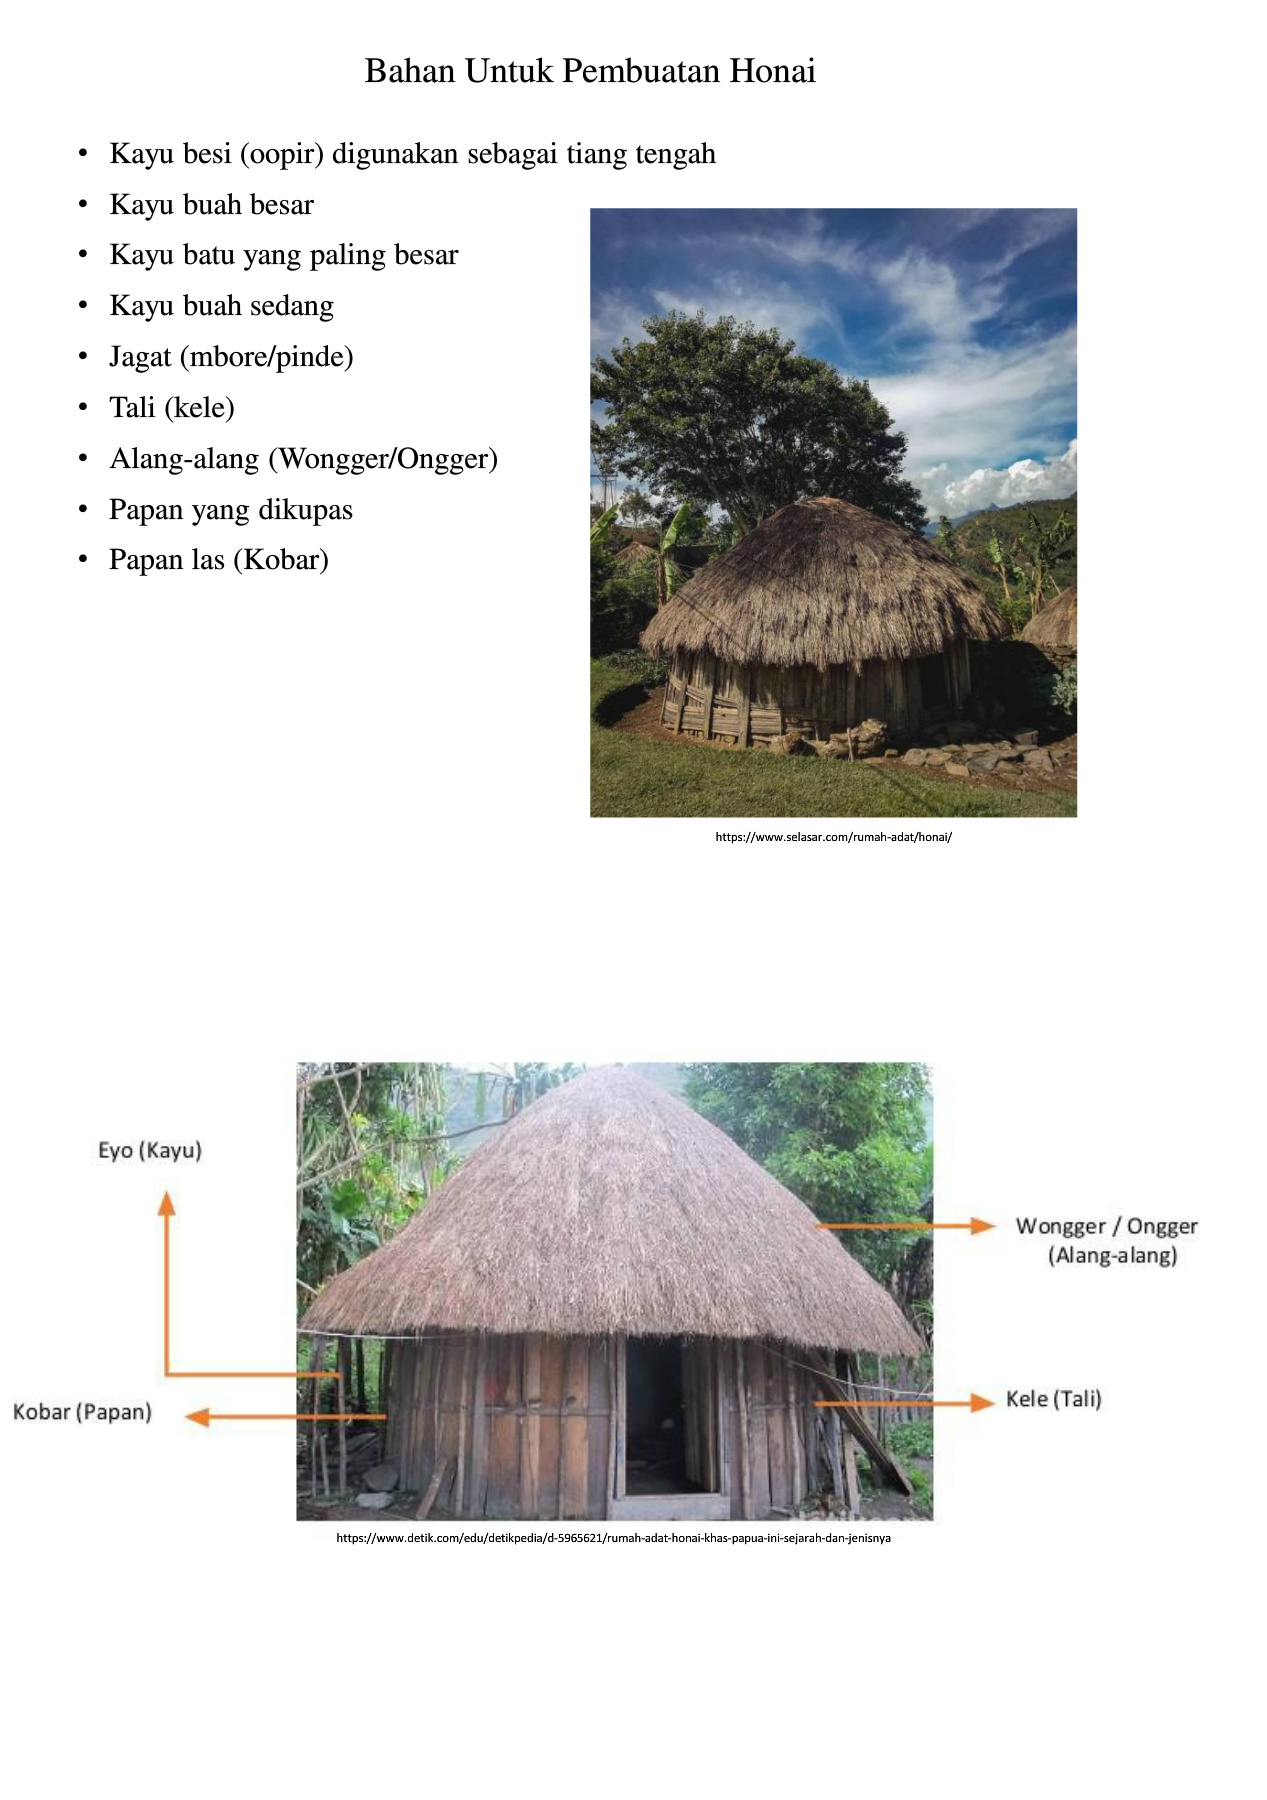 Bahan Untuk Pembuatan Honai
• Kayu besi (oopir) digunakan sebagai tiang tengah
• Kayu buah besar
• Kayu batu yang paling besar
• Kayu buah sedang
• Jagat (mbore/pinde)
• Tali (kele)
• Alang-alang (Wongger/Ongger)
• Papan yang dikupas
• Papan las (Kobar)
https://www.selasar.com/rumah-adat/honai/
Eyo (Kayu)
Wongger / Ongger
(Alang-alang)
Kobar (Papan)
Kele (Tali)
https://www.detik.com/edu/detikpedia/d-5965621/rumah-adat-honai-khas-papua-ini-sejarah-dan-jenisnya